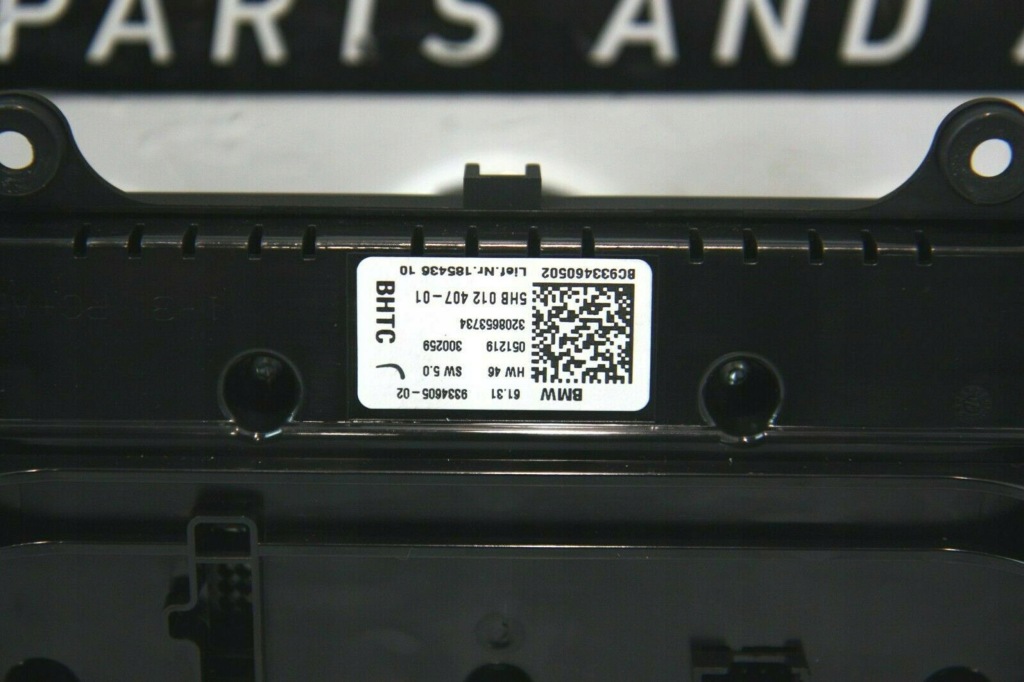 PARTS AND
BMW 61.31 9334605-02
HW 46 SW 5.0
051219 300259
3208653734
5HB 012 407-01
BC933460502 Lief.Nr.185436 10
BHTC